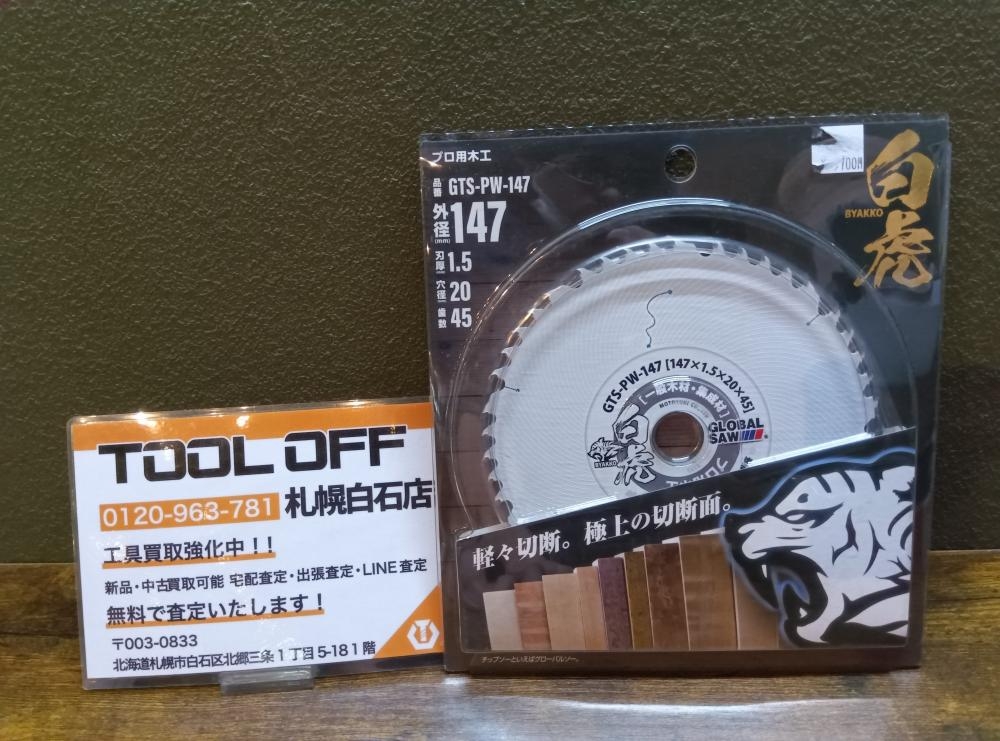 TOOL OFF
0120-963-781 札幌白石店
工具買取強化中！！
新品・中古買取可能 宅配査定・出張査定・LINE査定
無料で査定いたします！
〒003-0833
北海道札幌市白石区北郷三条1丁目5-18 1階
プロ用木工
品番 GTS-PW-147
外径(mm) 147
刃厚 1.5
穴径 20
歯数 45
白虎
BYAKKO
GTS-PW-147 [147×1.5×20×45]
[一般木材・集成材]
白虎
BYAKKO
GLOBAL SAW
軽々切断。極上の切断面。
チップソーといえばグローバルソー。